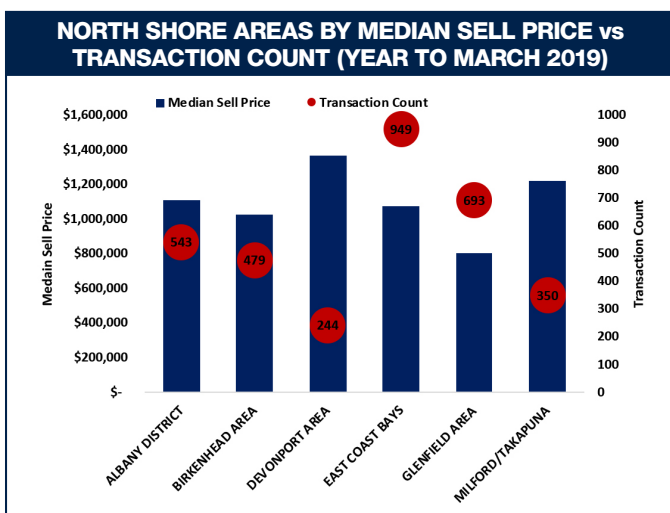 NORTH SHORE AREAS BY MEDIAN SELL PRICE vs
TRANSACTION COUNT (YEAR TO MARCH 2019)
Median Sell Price
Transaction Count
$1,600,000
$1,400,000
$1,200,000
$1,000,000
$800,000
$600,000
$400,000
$200,000
$-
Medain Sell Price
543
479
244
949
693
350
1000
900
800
700
600
500
400
300
200
100
0
Transaction Count
ALBANY DISTRICT
BIRKENHEAD AREA
DEVONPORT AREA
EAST COAST BAYS
GLENFIELD AREA
MILFORD/TAKAPUNA